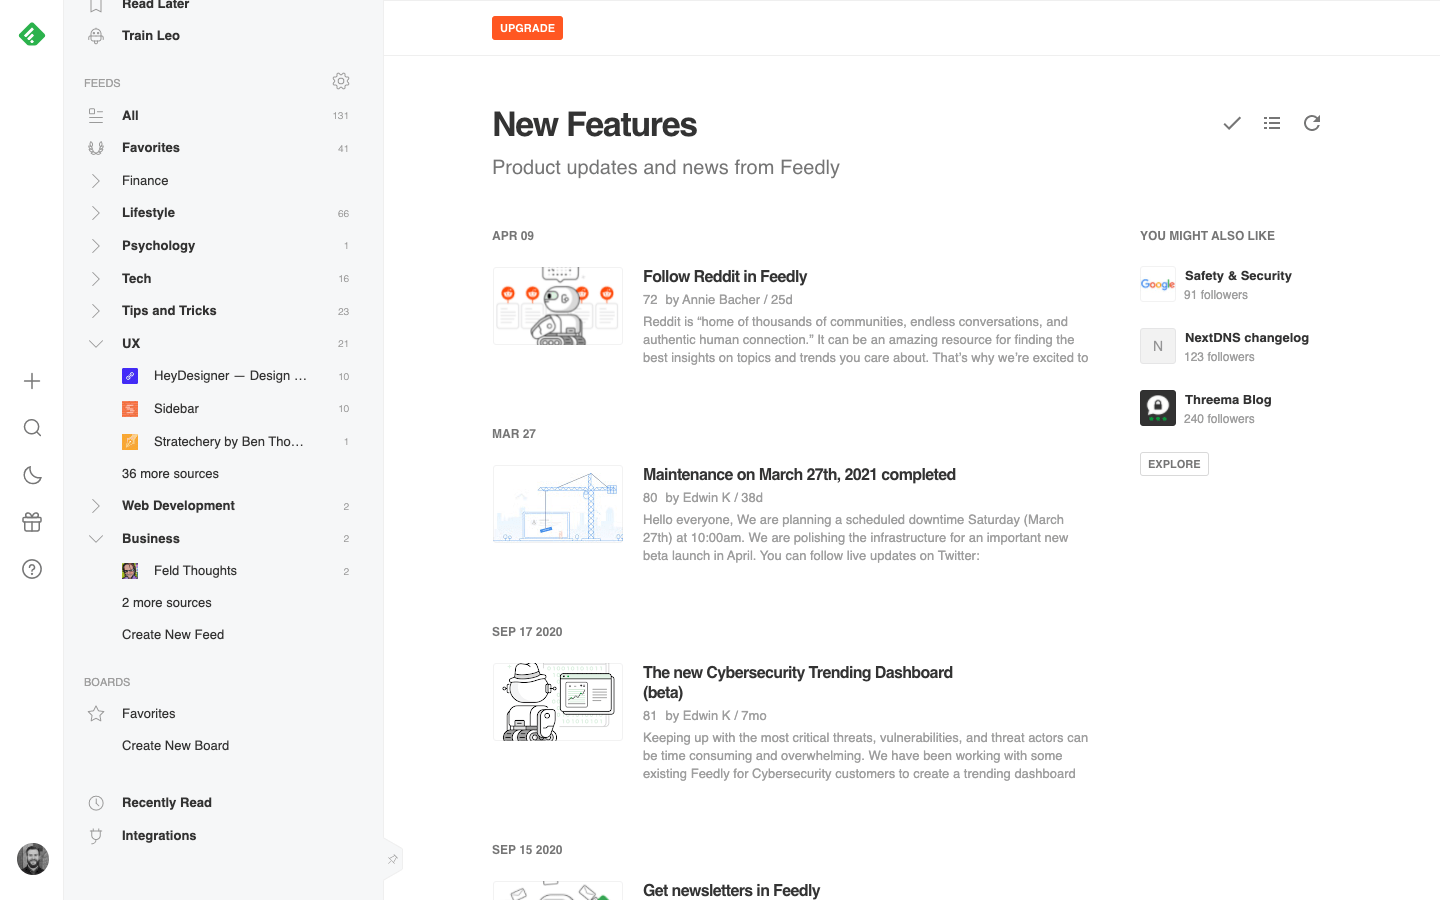 Read Later
Train Leo
FEEDS
All 131
Favorites 41
Finance
Lifestyle 66
Psychology 1
Tech 16
Tips and Tricks 23
UX 21
HeyDesigner — Design ... 10
Sidebar 10
Stratechery by Ben Tho... 1
36 more sources
Web Development 2
Business 2
Feld Thoughts 2
2 more sources
Create New Feed
BOARDS
Favorites
Create New Board
Recently Read
Integrations
UPGRADE
New Features
Product updates and news from Feedly
APR 09
Follow Reddit in Feedly
72 by Annie Bacher / 25d
Reddit is “home of thousands of communities, endless conversations, and
authentic human connection.” It can be an amazing resource for finding the
best insights on topics and trends you care about. That’s why we’re excited to
MAR 27
Maintenance on March 27th, 2021 completed
80 by Edwin K / 38d
Hello everyone, We are planning a scheduled downtime Saturday (March
27th) at 10:00am. We are polishing the infrastructure for an important new
beta launch in April. You can follow live updates on Twitter:
SEP 17 2020
The new Cybersecurity Trending Dashboard
(beta)
81 by Edwin K / 7mo
Keeping up with the most critical threats, vulnerabilities, and threat actors can
be time consuming and overwhelming. We have been working with some
existing Feedly for Cybersecurity customers to create a trending dashboard
SEP 15 2020
Get newsletters in Feedly
YOU MIGHT ALSO LIKE
Google
Safety & Security
91 followers
N
NextDNS changelog
123 followers
Threema Blog
240 followers
EXPLORE